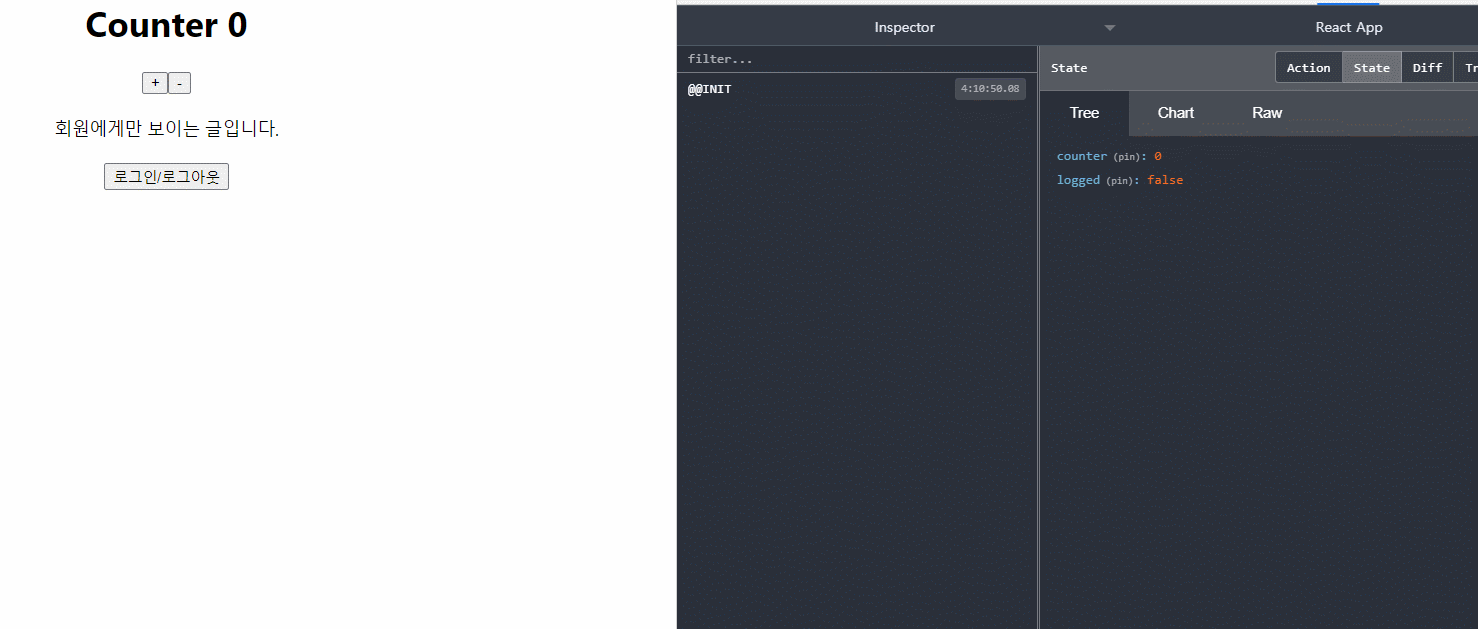 Counter 0
+ -
회원에게만 보이는 글입니다.
로그인/로그아웃
Inspector
React App
filter...
@@INIT 4:10:50.08
State Action State Diff Tr
Tree Chart Raw
counter (pin): 0
logged (pin): false